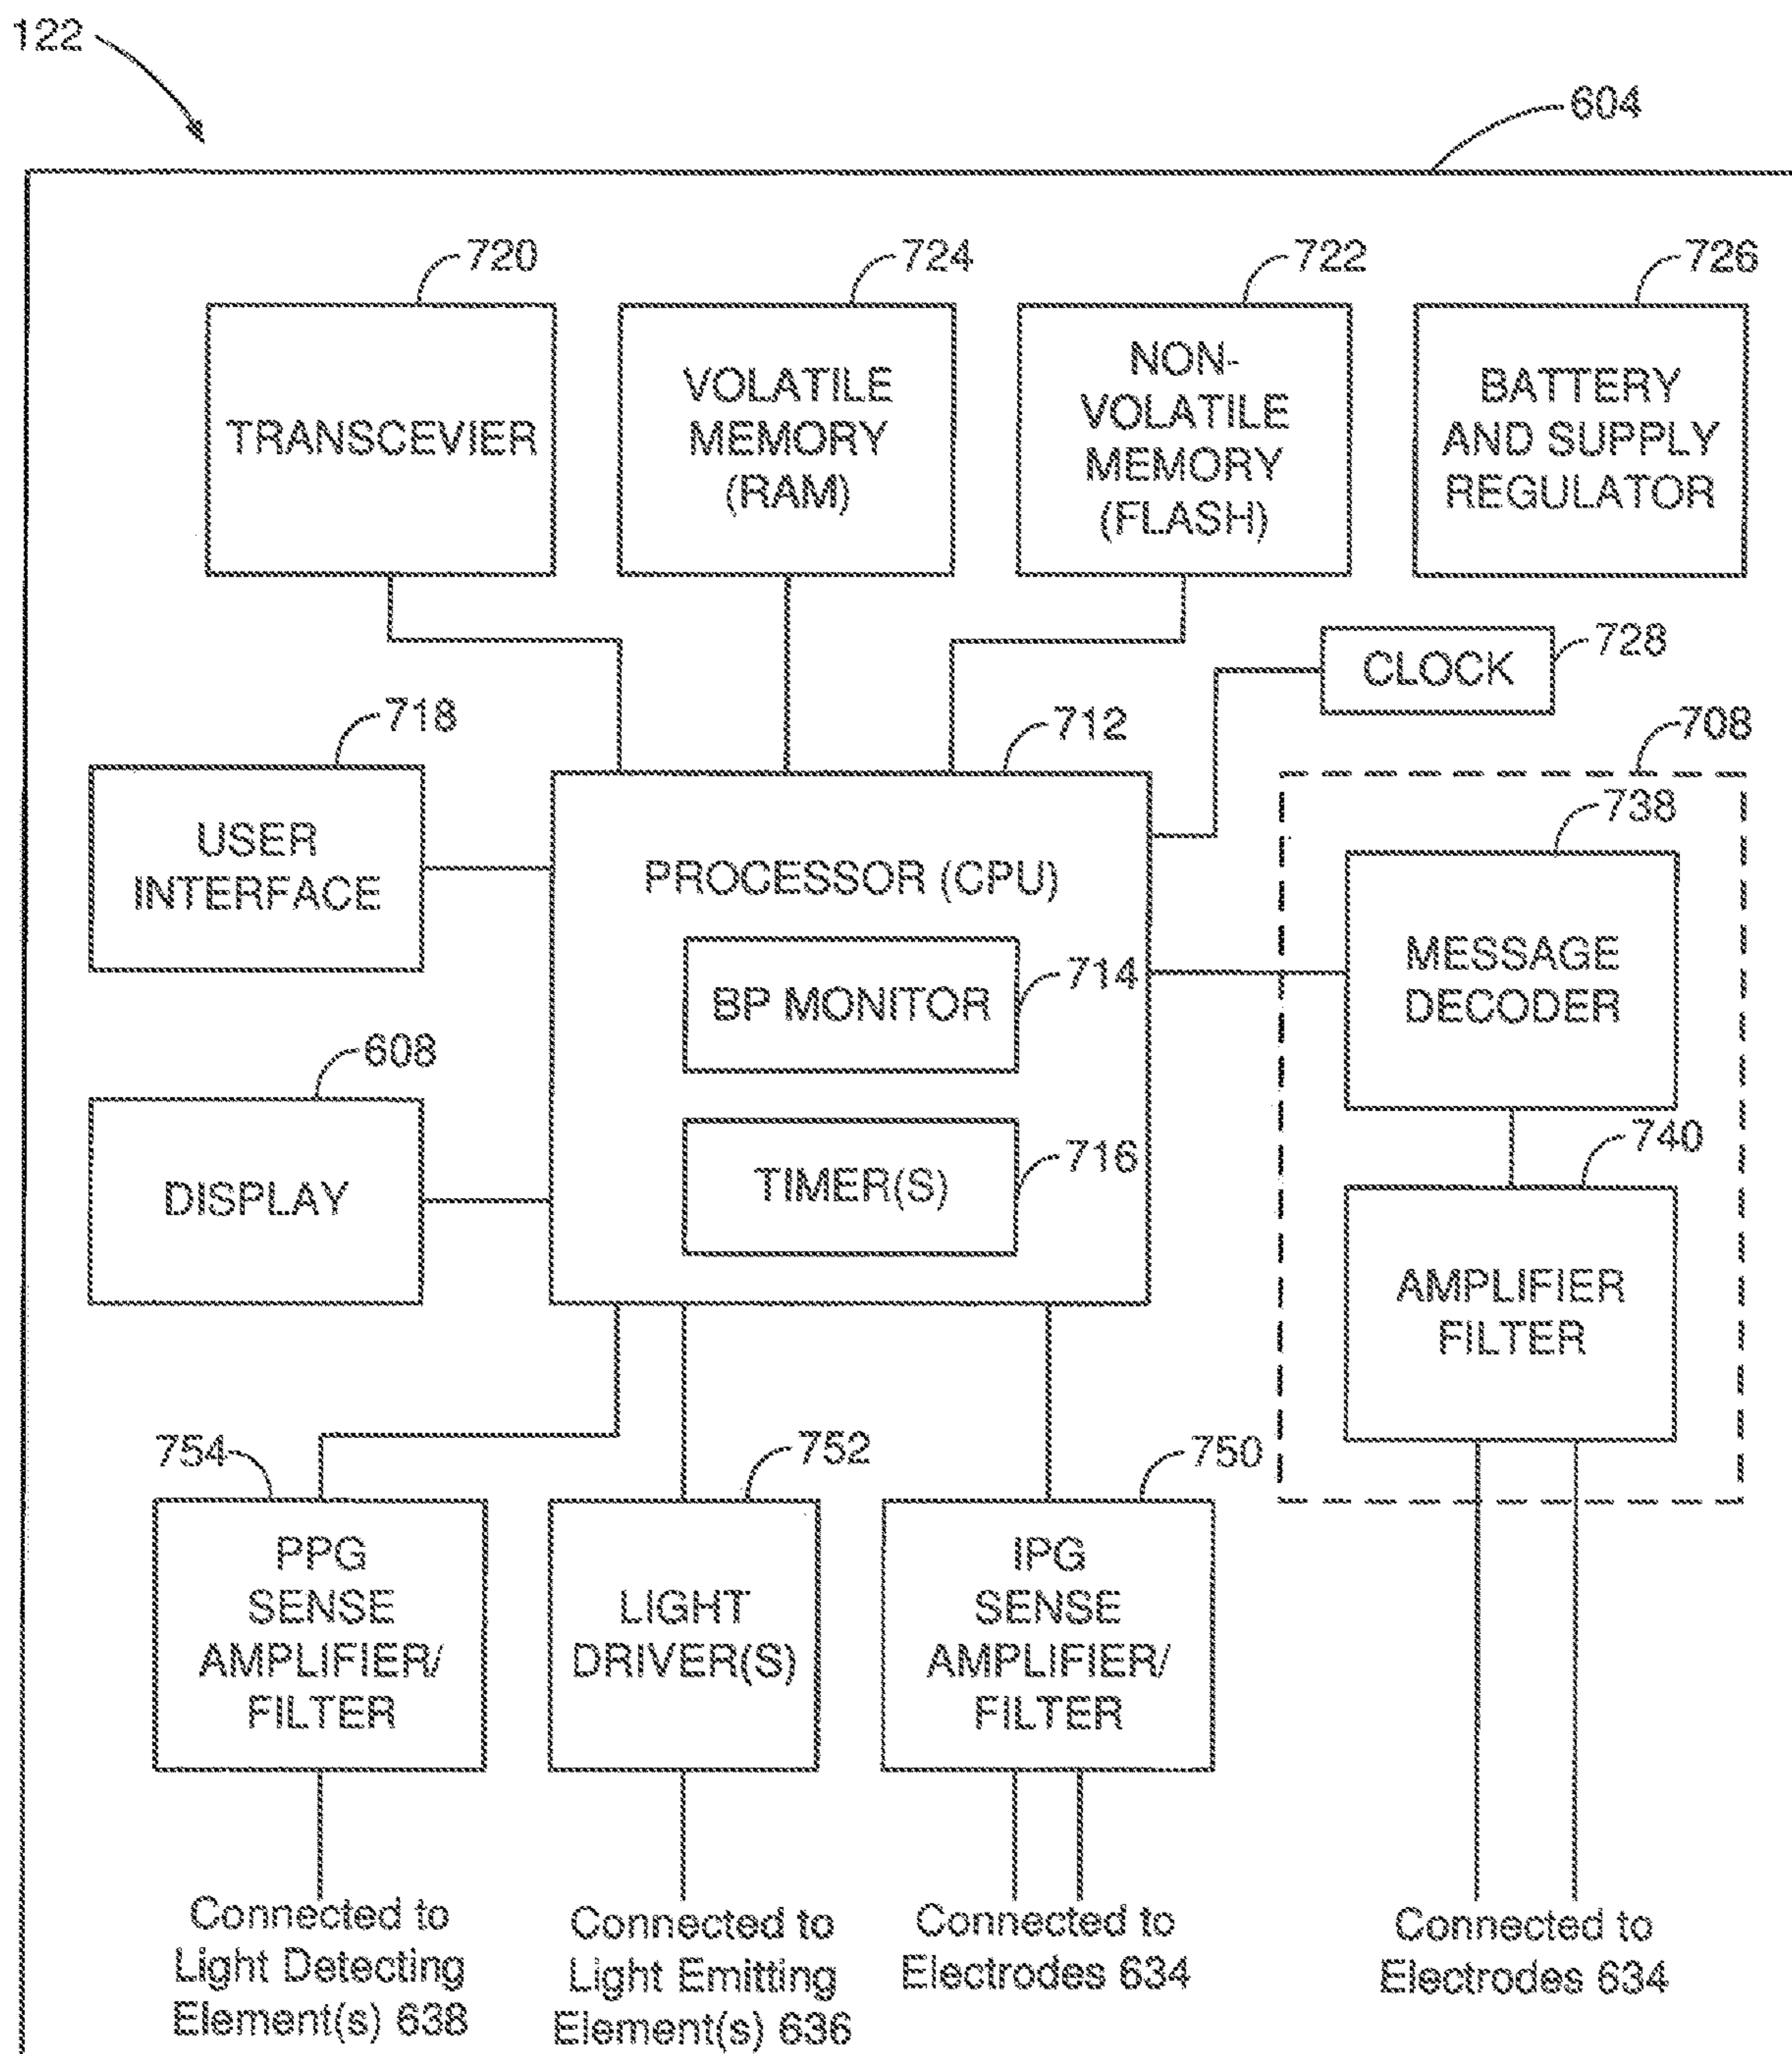 122
604
720
724
722
726
TRANSCEVIER
VOLATILE
MEMORY
(RAM)
NON-
VOLATILE
MEMORY
(FLASH)
BATTERY
AND SUPPLY
REGULATOR
CLOCK
728
718
712
708
USER
INTERFACE
PROCESSOR (CPU)
738
MESSAGE
DECODER
BP MONITOR
714
608
DISPLAY
TIMER(S)
716
740
AMPLIFIER
FILTER
754
752
750
PPG
SENSE
AMPLIFIER/
FILTER
LIGHT
DRIVER(S)
IPG
SENSE
AMPLIFIER/
FILTER
Connected to
Light Detecting
Element(s) 638
Connected to
Light Emitting
Element(s) 636
Connected to
Electrodes 634
Connected to
Electrodes 634